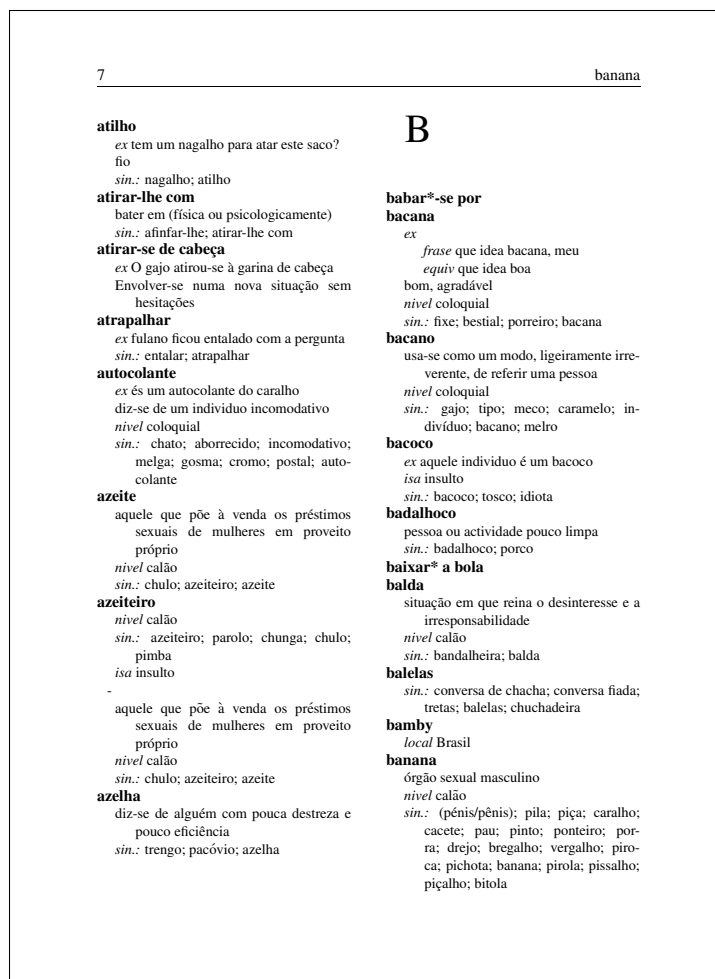 7 banana
atilho
ex tem um nagalho para atar este saco?
fio
sin.: nagalho; atilho
atirar-lhe com
bater em (física ou psicologicamente)
sin.: afinfar-lhe; atirar-lhe com
atirar-se de cabeça
ex O gajo atirou-se à garina de cabeça
Envolver-se numa nova situação sem
hesitações
atrapalhar
ex fulano ficou entalado com a pergunta
sin.: entalar; atrapalhar
autocolante
ex és um autocolante do caralho
diz-se de um individuo incomodativo
nivel coloquial
sin.: chato; aborrecido; incomodativo;
melga; gosma; cromo; postal; auto-
colante
azeite
aquele que põe à venda os préstimos
sexuais de mulheres em proveito
próprio
nivel calão
sin.: chulo; azeiteiro; azeite
azeiteiro
nivel calão
sin.: azeiteiro; parolo; chunga; chulo;
pimba
isa insulto
-
aquele que põe à venda os préstimos
sexuais de mulheres em proveito
próprio
nivel calão
sin.: chulo; azeiteiro; azeite
azelha
diz-se de alguém com pouca destreza e
pouco eficiência
sin.: trengo; pacóvio; azelha
B
babar*-se por
bacana
ex
frase que idea bacana, meu
equiv que idea boa
bom, agradável
nivel coloquial
sin.: fixe; bestial; porreiro; bacana
bacano
usa-se como um modo, ligeiramente irre-
verente, de referir uma pessoa
nivel coloquial
sin.: gajo; tipo; meco; caramelo; in-
divíduo; bacano; melro
bacoco
ex aquele individuo é um bacoco
isa insulto
sin.: bacoco; tosco; idiota
badalhoco
pessoa ou actividade pouco limpa
sin.: badalhoco; porco
baixar* a bola
balda
situação em que reina o desinteresse e a
irresponsabilidade
nivel calão
sin.: bandalheira; balda
balelas
sin.: conversa de chacha; conversa fiada;
tretas; balelas; chuchadeira
bamby
local Brasil
banana
órgão sexual masculino
nivel calão
sin.: (pénis/pênis); pila; piça; caralho;
cacete; pau; pinto; ponteiro; por-
ra; drejo; bregalho; vergalho; piro-
ca; pichota; banana; pirola; pissalho;
piçalho; bitola